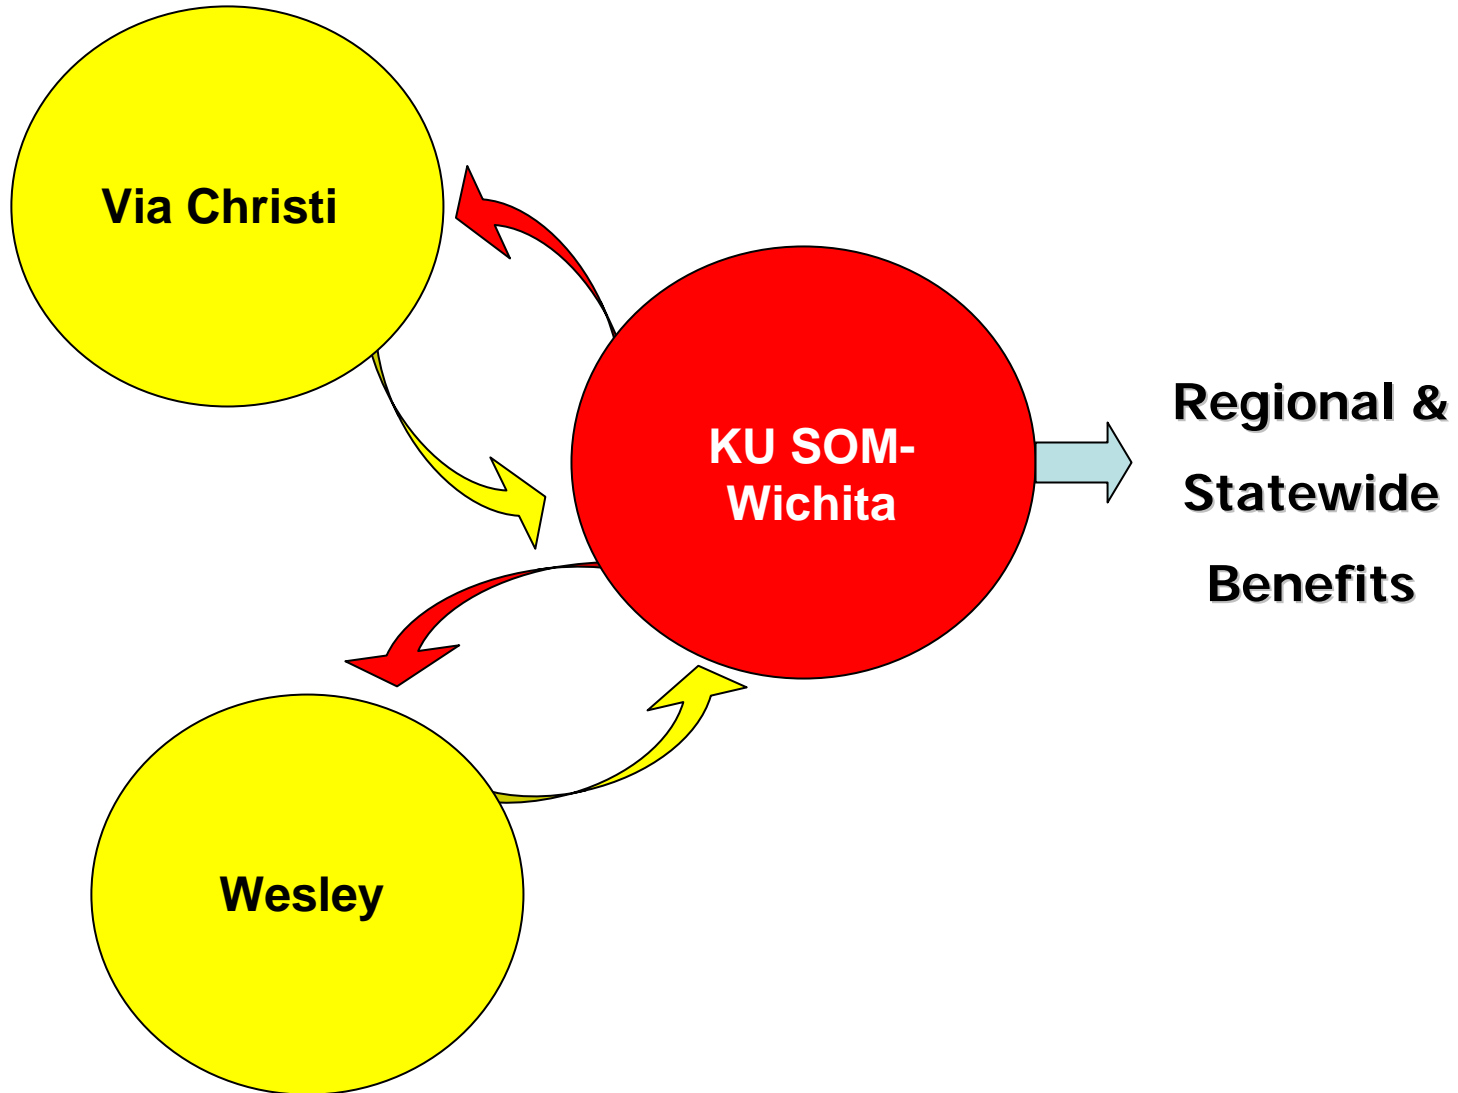 Via Christi
KU SOM-
Wichita
Regional &
Statewide
Benefits
Wesley